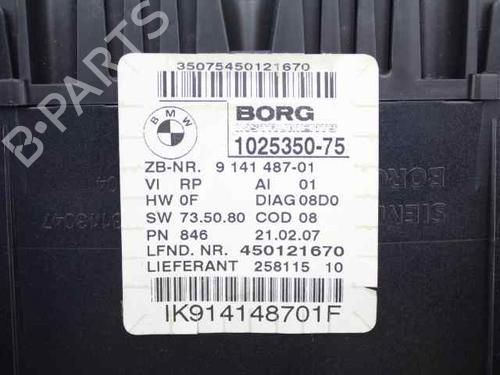 35075450121670
BMW
BORG
INSTRUMENTS
1025350-75
ZB-NR. 9 141 487-01
VI RP AI 01
HW 0F DIAG 08D0
SW 73.50.80 COD 08
PN 846 21.02.07
LFND. NR. 450121670
LIEFERANT 258115 10
IK914148701F
B-PARTS
BORG